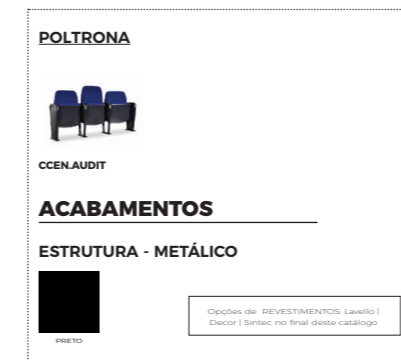 POLTRONA
CCEN.AUDIT
ACABAMENTOS
ESTRUTURA - METÁLICO
Opções de REVESTIMENTOS: Lavello |
Decor | Sintec no final deste catálogo
PRETO